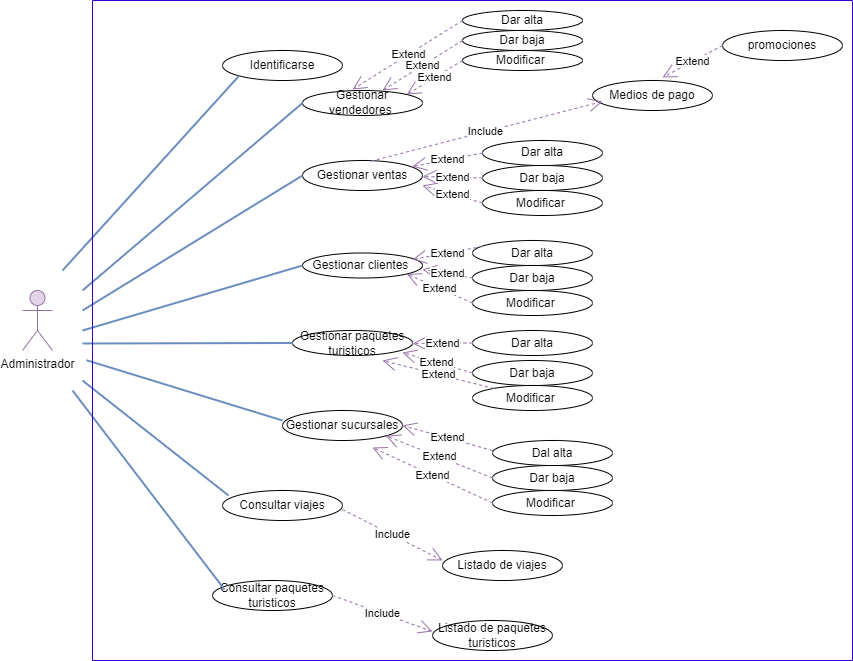 Dar alta
Dar baja
Modificar
Extend
Extend
Extend
promociones
Extend
Identificarse
Gestionar
vendedores
Medios de pago
Include
Dar alta
Dar baja
Modificar
Extend
Extend
Extend
Gestionar ventas
Dar alta
Dar baja
Modificar
Extend
Extend
Extend
Gestionar clientes
Administrador
Gestionar paquetes
turisticos
Extend
Extend
Extend
Dar alta
Dar baja
Modificar
Gestionar sucursales
Extend
Extend
Extend
Dal alta
Dar baja
Modificar
Consultar viajes
Include
Listado de viajes
Consultar paquetes
turisticos
Include
Listado de paquetes
turisticos